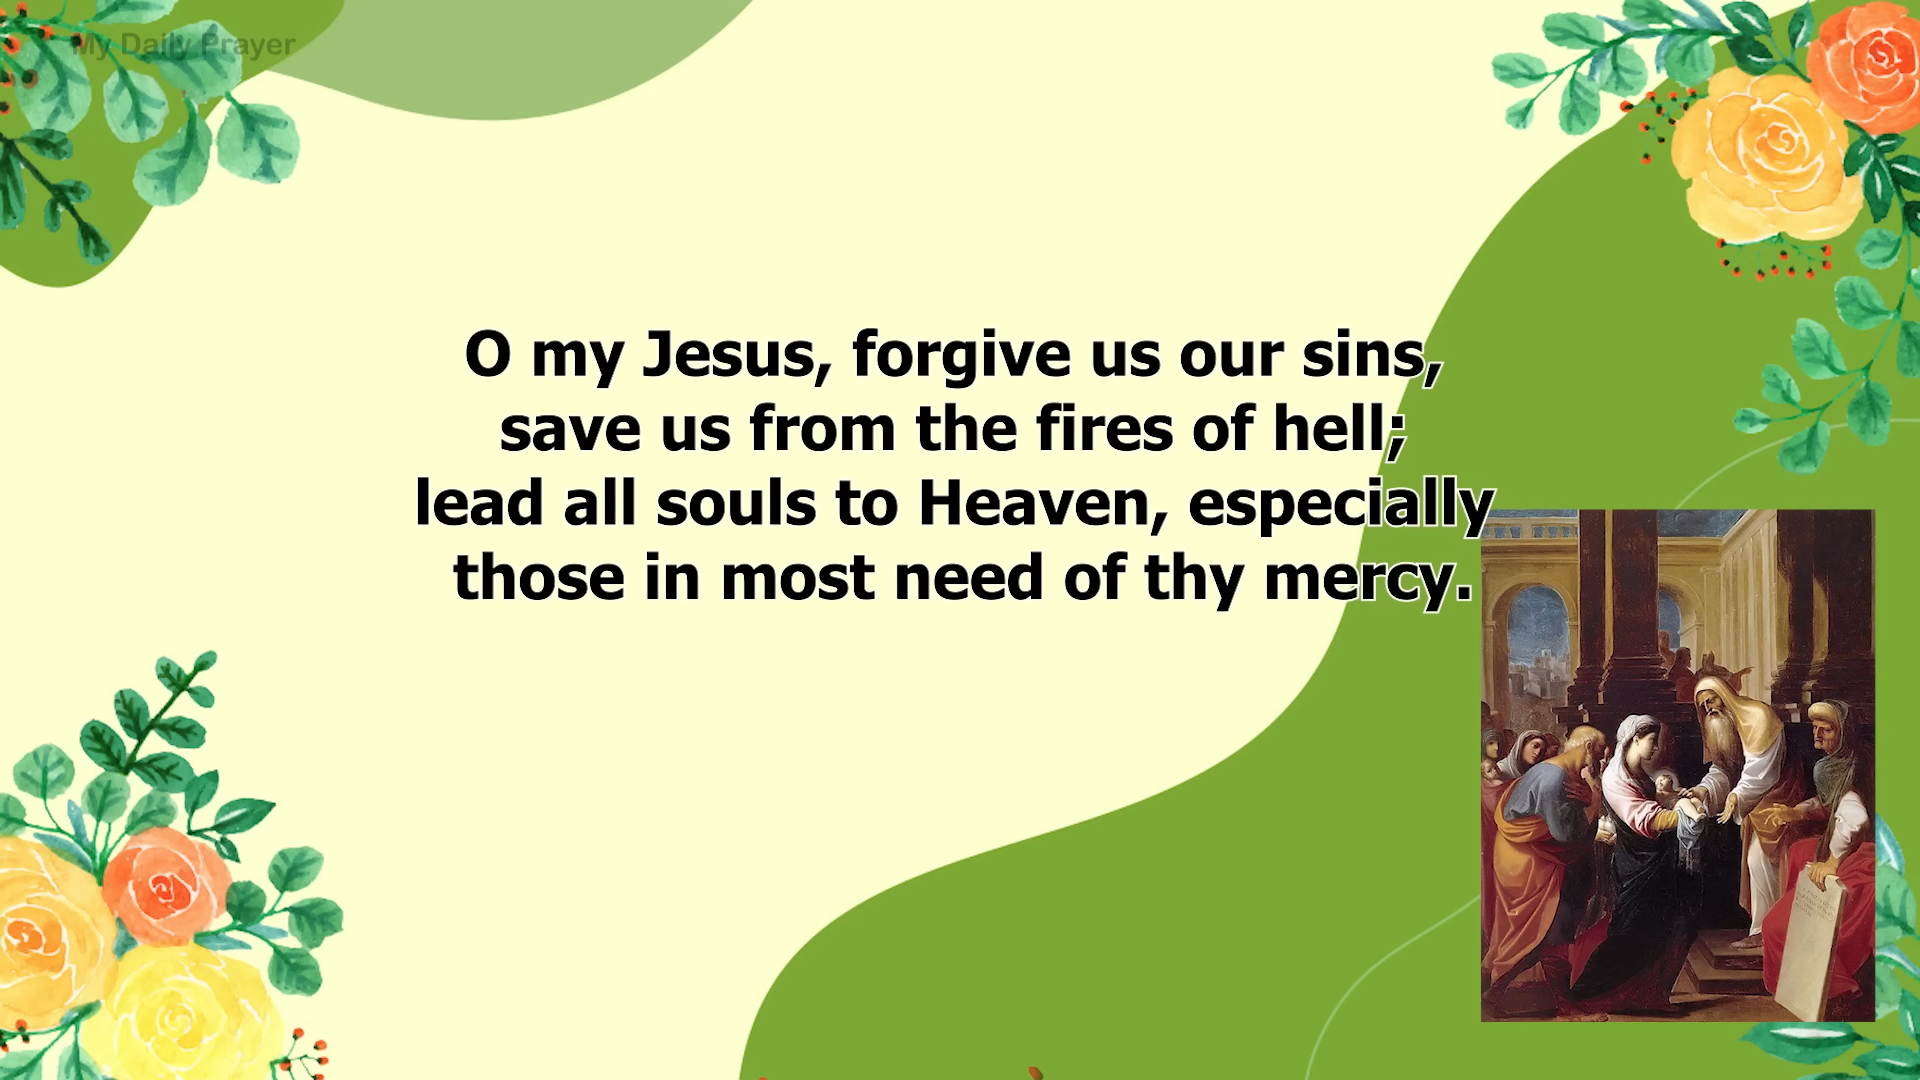 My Daily Prayer
O my Jesus, forgive us our sins,
save us from the fires of hell;
lead all souls to Heaven, especially
those in most need of thy mercy.